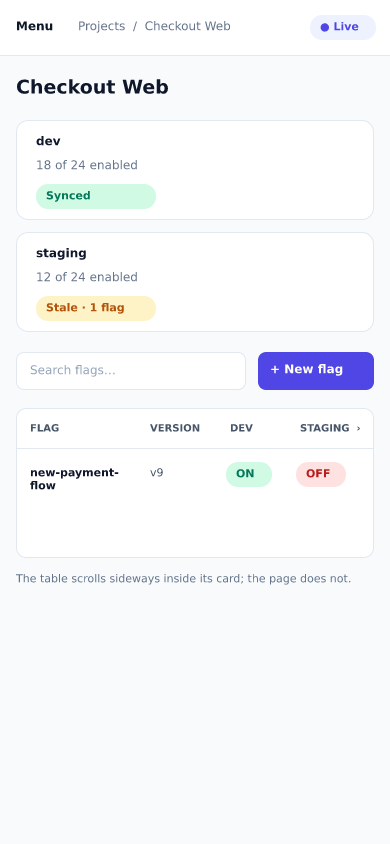 Menu Projects / Checkout Web ● Live
Checkout Web
dev
18 of 24 enabled
Synced
staging
12 of 24 enabled
Stale · 1 flag
Search flags… + New flag
FLAG VERSION DEV STAGING ›
new-payment- v9 ON OFF
flow
The table scrolls sideways inside its card; the page does not.